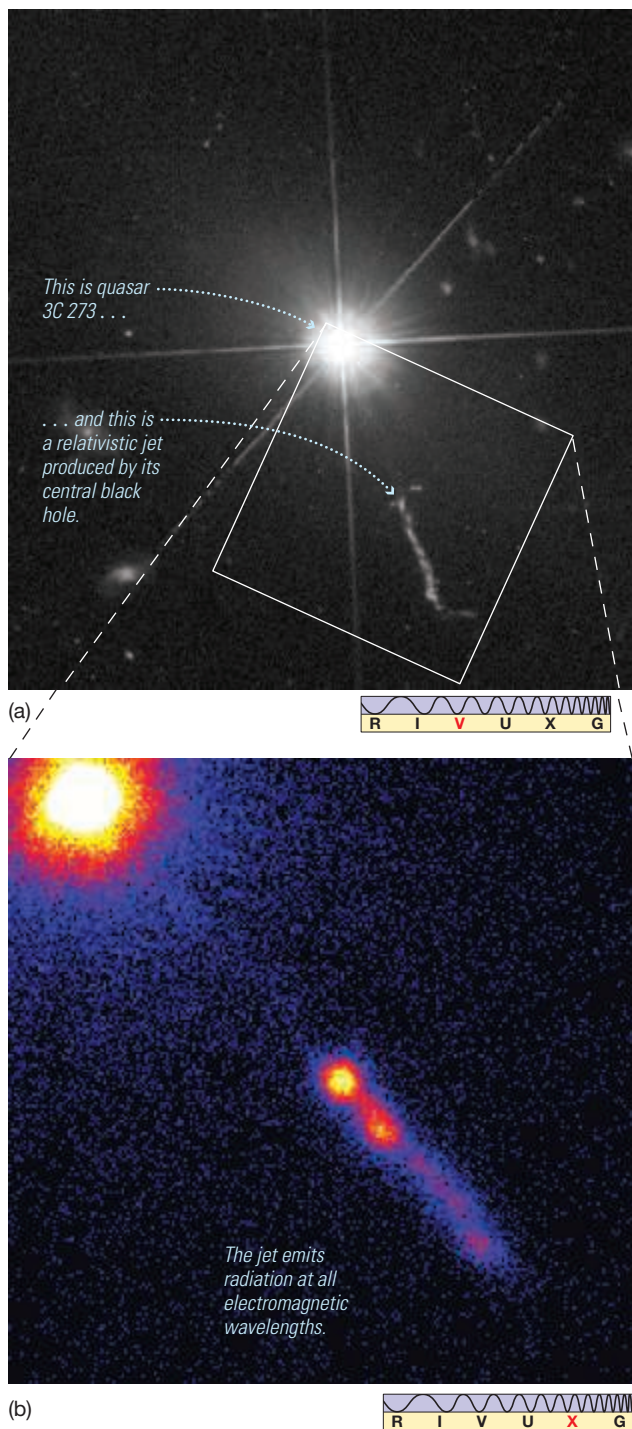 This is quasar
3C 273 . . .
. . . and this is
a relativistic jet
produced by its
central black
hole.
(a)
R I V U X G
The jet emits
radiation at all
electromagnetic
wavelengths.
(b)
R I V U X G